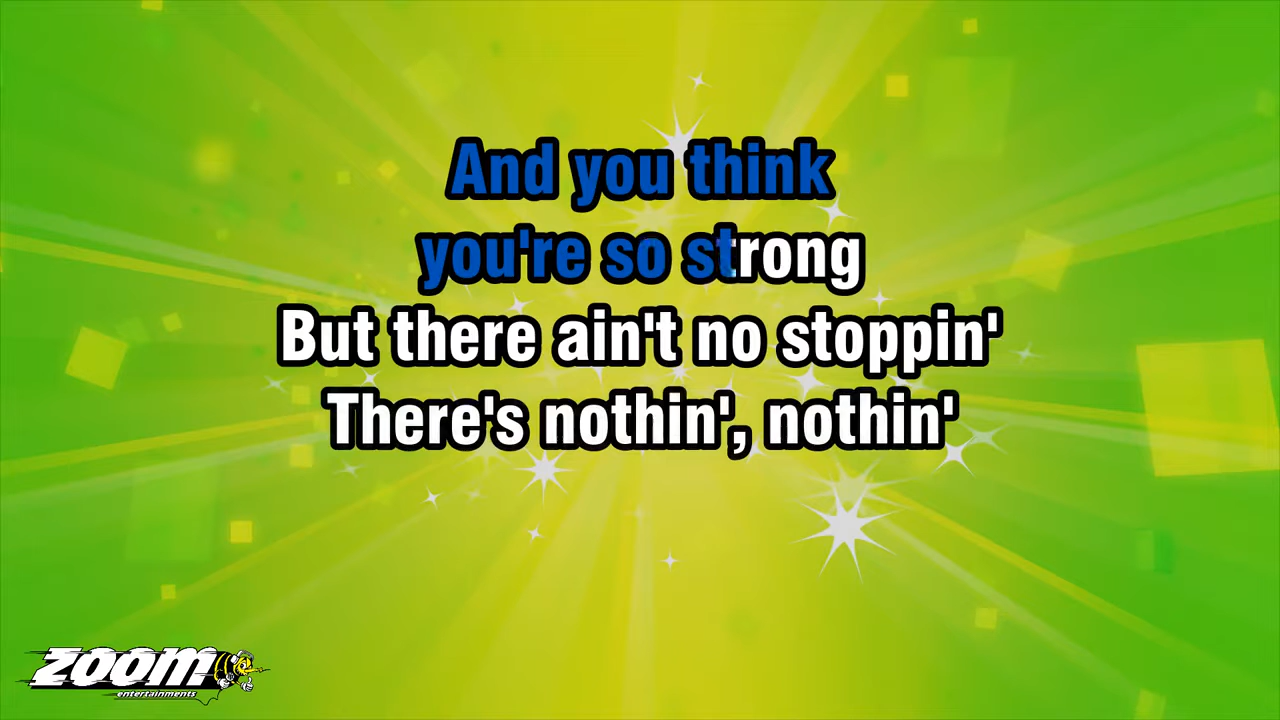 And you think
you're so strong
But there ain't no stoppin'
There's nothin', nothin'
zoom
entertainments